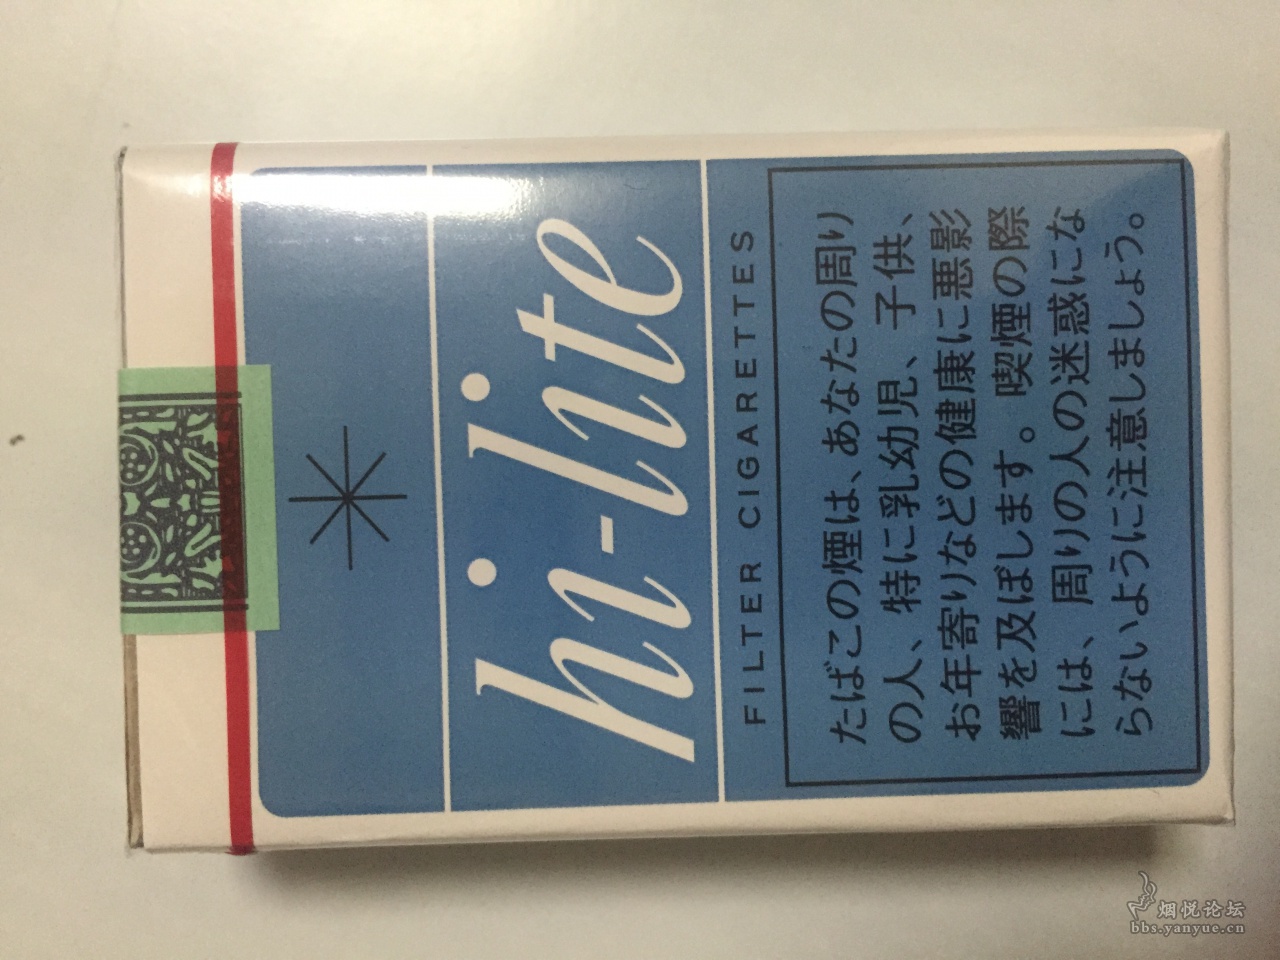 hi-lite
FILTER CIGARETTES
たばこの煙は、あなたの周り
の人、特に乳幼児、子供、
お年寄りなどの健康に悪影
響を及ぼします。喫煙の際
には、周りの人の迷惑にな
らないように注意しましょう。
烟悦论坛
bbs.yanyue.cn